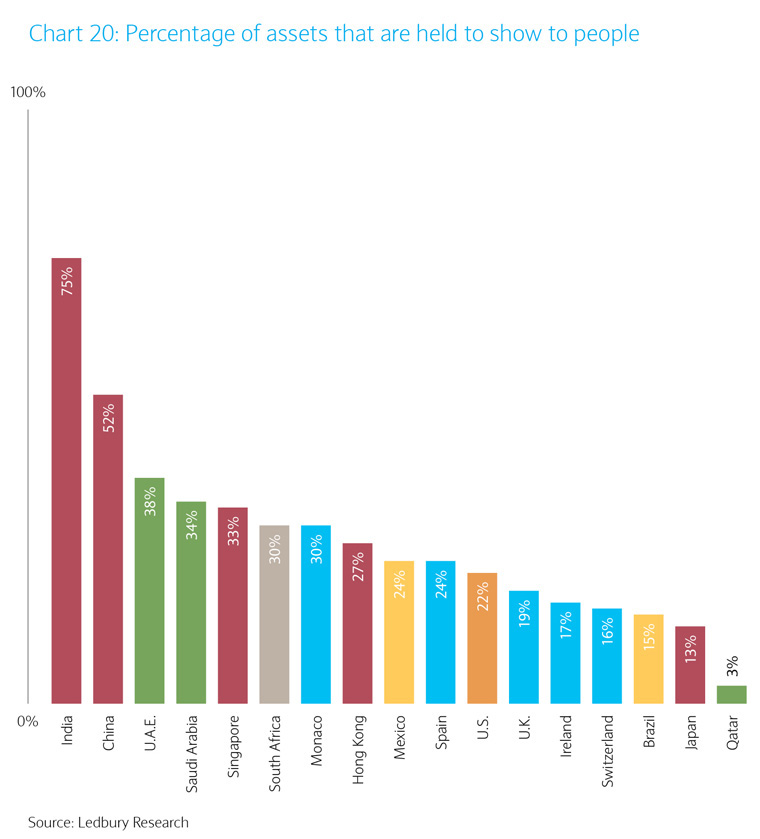 Chart 20: Percentage of assets that are held to show to people
100%
75%
52%
38%
34%
33%
30%
30%
27%
24%
24%
22%
19%
17%
16%
15%
13%
3%
0%
India
China
U.A.E.
Saudi Arabia
Singapore
South Africa
Monaco
Hong Kong
Mexico
Spain
U.S.
U.K.
Ireland
Switzerland
Brazil
Japan
Qatar
Source: Ledbury Research